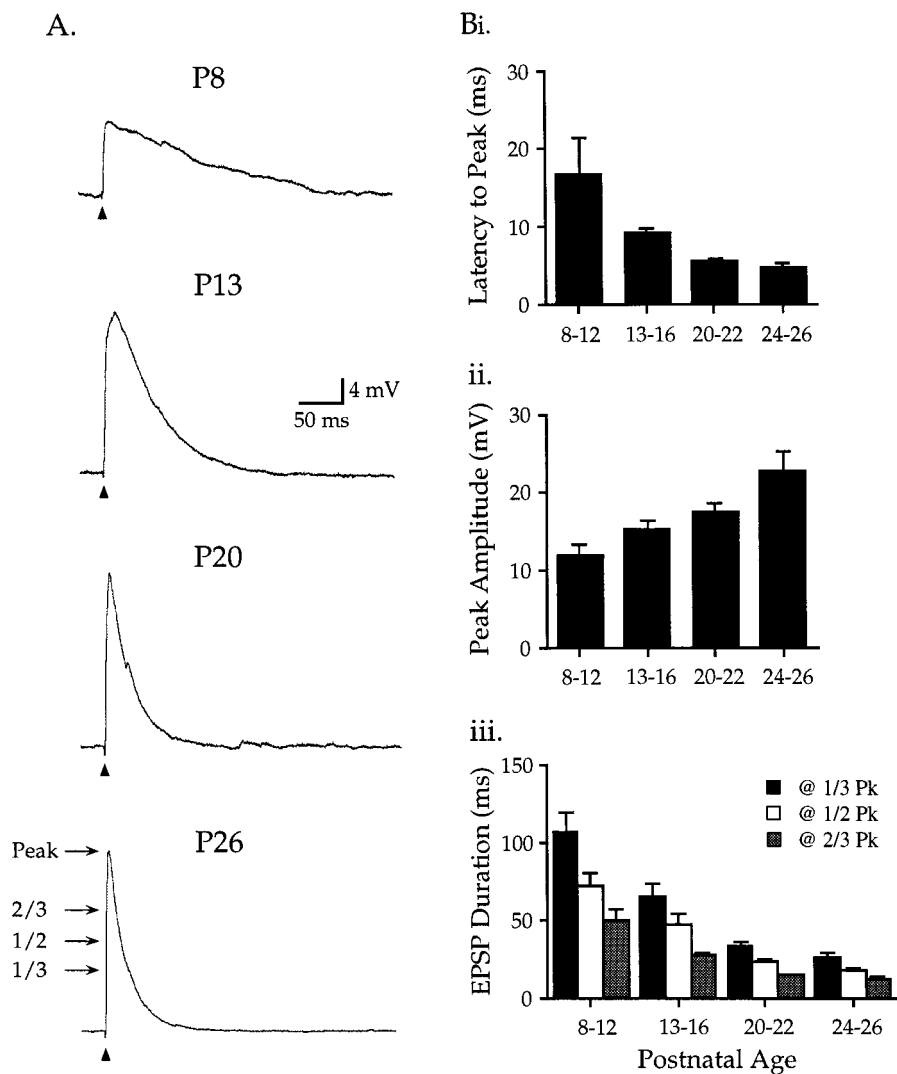 A.
P8
P13
4 mV
50 ms
P20
P26
Peak
2/3
1/2
1/3
Bi.
Latency to Peak (ms)
30
20
10
0
8-12
13-16
20-22
24-26
ii.
Peak Amplitude (mV)
30
20
10
0
8-12
13-16
20-22
24-26
iii.
EPSP Duration (ms)
150
100
50
0
@ 1/3 Pk
@ 1/2 Pk
@ 2/3 Pk
8-12
13-16
20-22
24-26
Postnatal Age